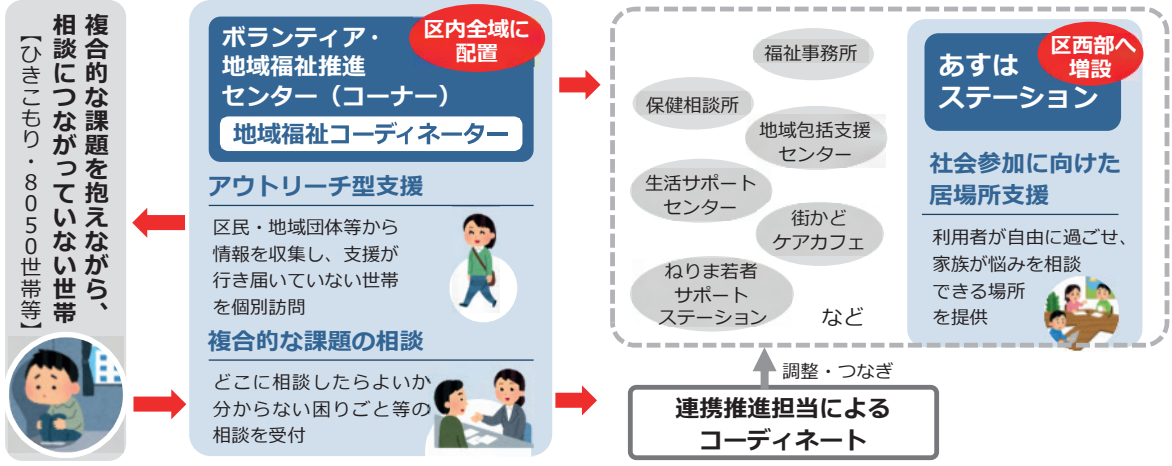 複合的な課題を抱えながら、
相談につながっていない世帯
【ひきこもり・8050世帯等】
ボランティア・
地域福祉推進
センター（コーナー）
区内全域に
配置
地域福祉コーディネーター
アウトリーチ型支援
区民・地域団体等から
情報を収集し、支援が
行き届いていない世帯
を個別訪問
複合的な課題の相談
どこに相談したらよいか
分からない困りごと等の
相談を受付
福祉事務所
保健相談所
地域包括支援
センター
生活サポート
センター
街かど
ケアカフェ
ねりま若者
サポート
ステーション
など
あすは
ステーション
区西部へ
増設
社会参加に向けた
居場所支援
利用者が自由に過ごせ、
家族が悩みを相談
できる場所
を提供
調整・つなぎ
連携推進担当による
コーディネート